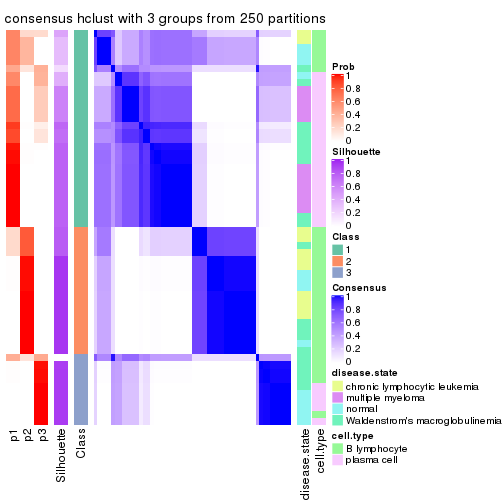 consensus hclust with 3 groups from 250 partitions
Prob
1
0.8
0.6
0.4
0.2
0
Silhouette
1
0.8
0.6
0.4
0.2
0
Class
1
2
3
Consensus
1
0.8
0.6
0.4
0.2
0
disease.state
chronic lymphocytic leukemia
multiple myeloma
normal
Waldenstrom's macroglobulinemia
cell.type
B lymphocyte
plasma cell
p1
p2
p3
Silhouette
Class
disease.state
cell.type